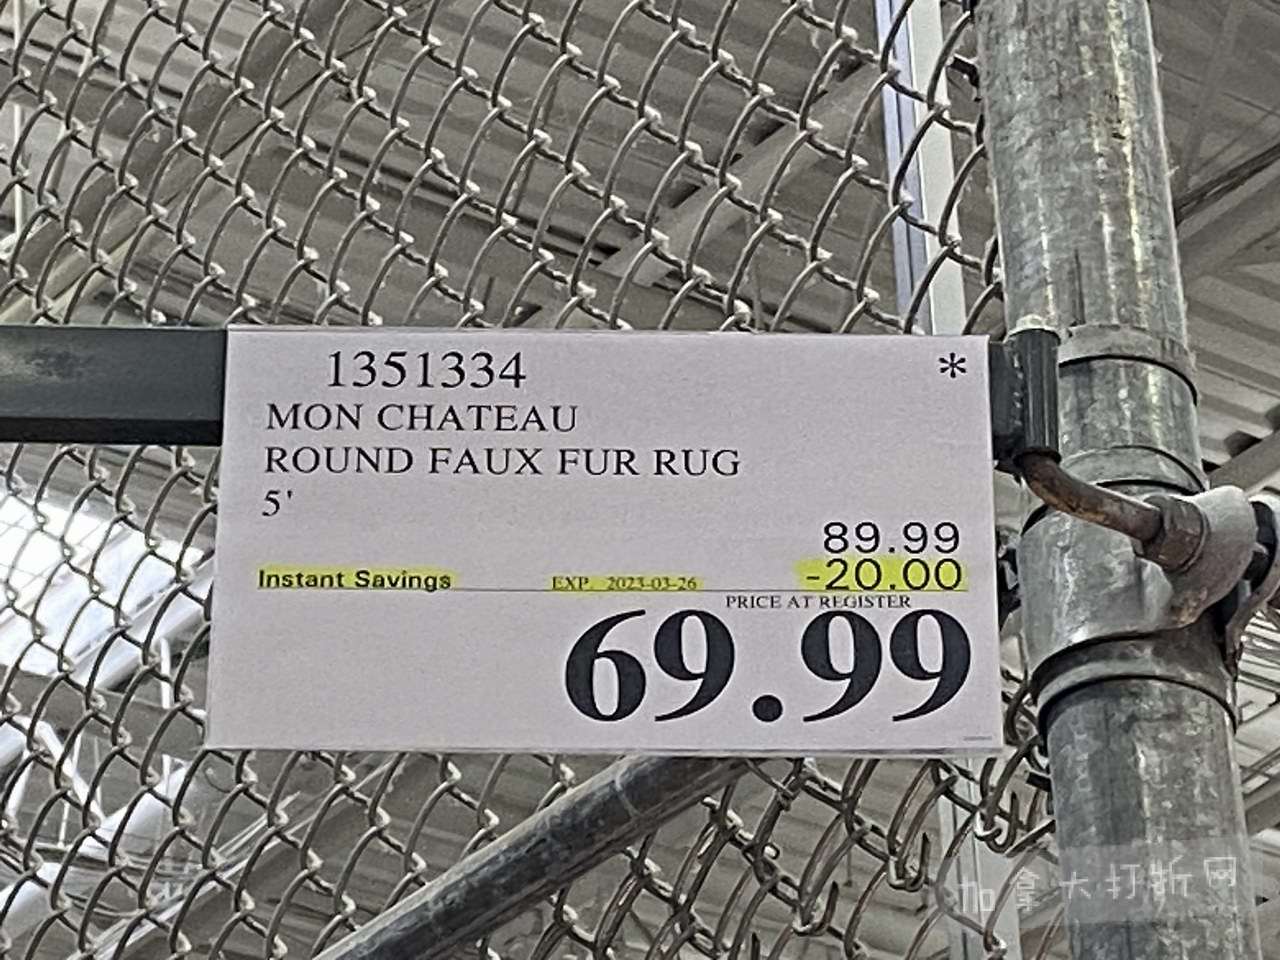 1351334
*
MON CHATEAU
ROUND FAUX FUR RUG
5'
89.99
Instant Savings EXP. 2023-03-26 -20.00
PRICE AT REGISTER
69.99
加拿大打折网